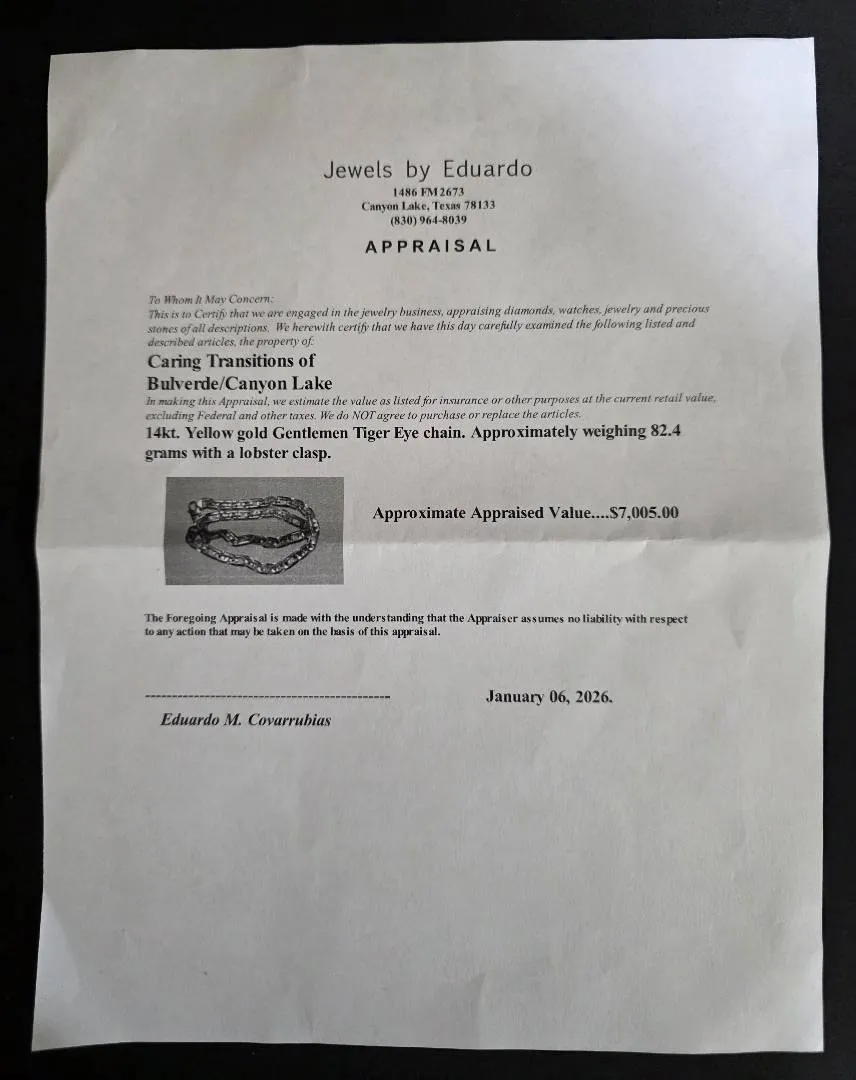 Jewels by Eduardo
1486 FM 2673
Canyon Lake, Texas 78133
(830) 964-8039
APPRAISAL
To Whom It May Concern:
This is to Certify that we are engaged in the jewelry business, appraising diamonds, watches, jewelry and precious
stones of all descriptions. We herewith certify that we have this day carefully examined the following listed and
described articles, the property of:
Caring Transitions of
Bulverde/Canyon Lake
In making this Appraisal, we estimate the value as listed for insurance or other purposes at the current retail value,
excluding Federal and other taxes. We do NOT agree to purchase or replace the articles.
14kt. Yellow gold Gentlemen Tiger Eye chain. Approximately weighing 82.4
grams with a lobster clasp.
Approximate Appraised Value....$7,005.00
The Foregoing Appraisal is made with the understanding that the Appraiser assumes no liability with respect
to any action that may be taken on the basis of this appraisal.
January 06, 2026.
Eduardo M. Covarrubias